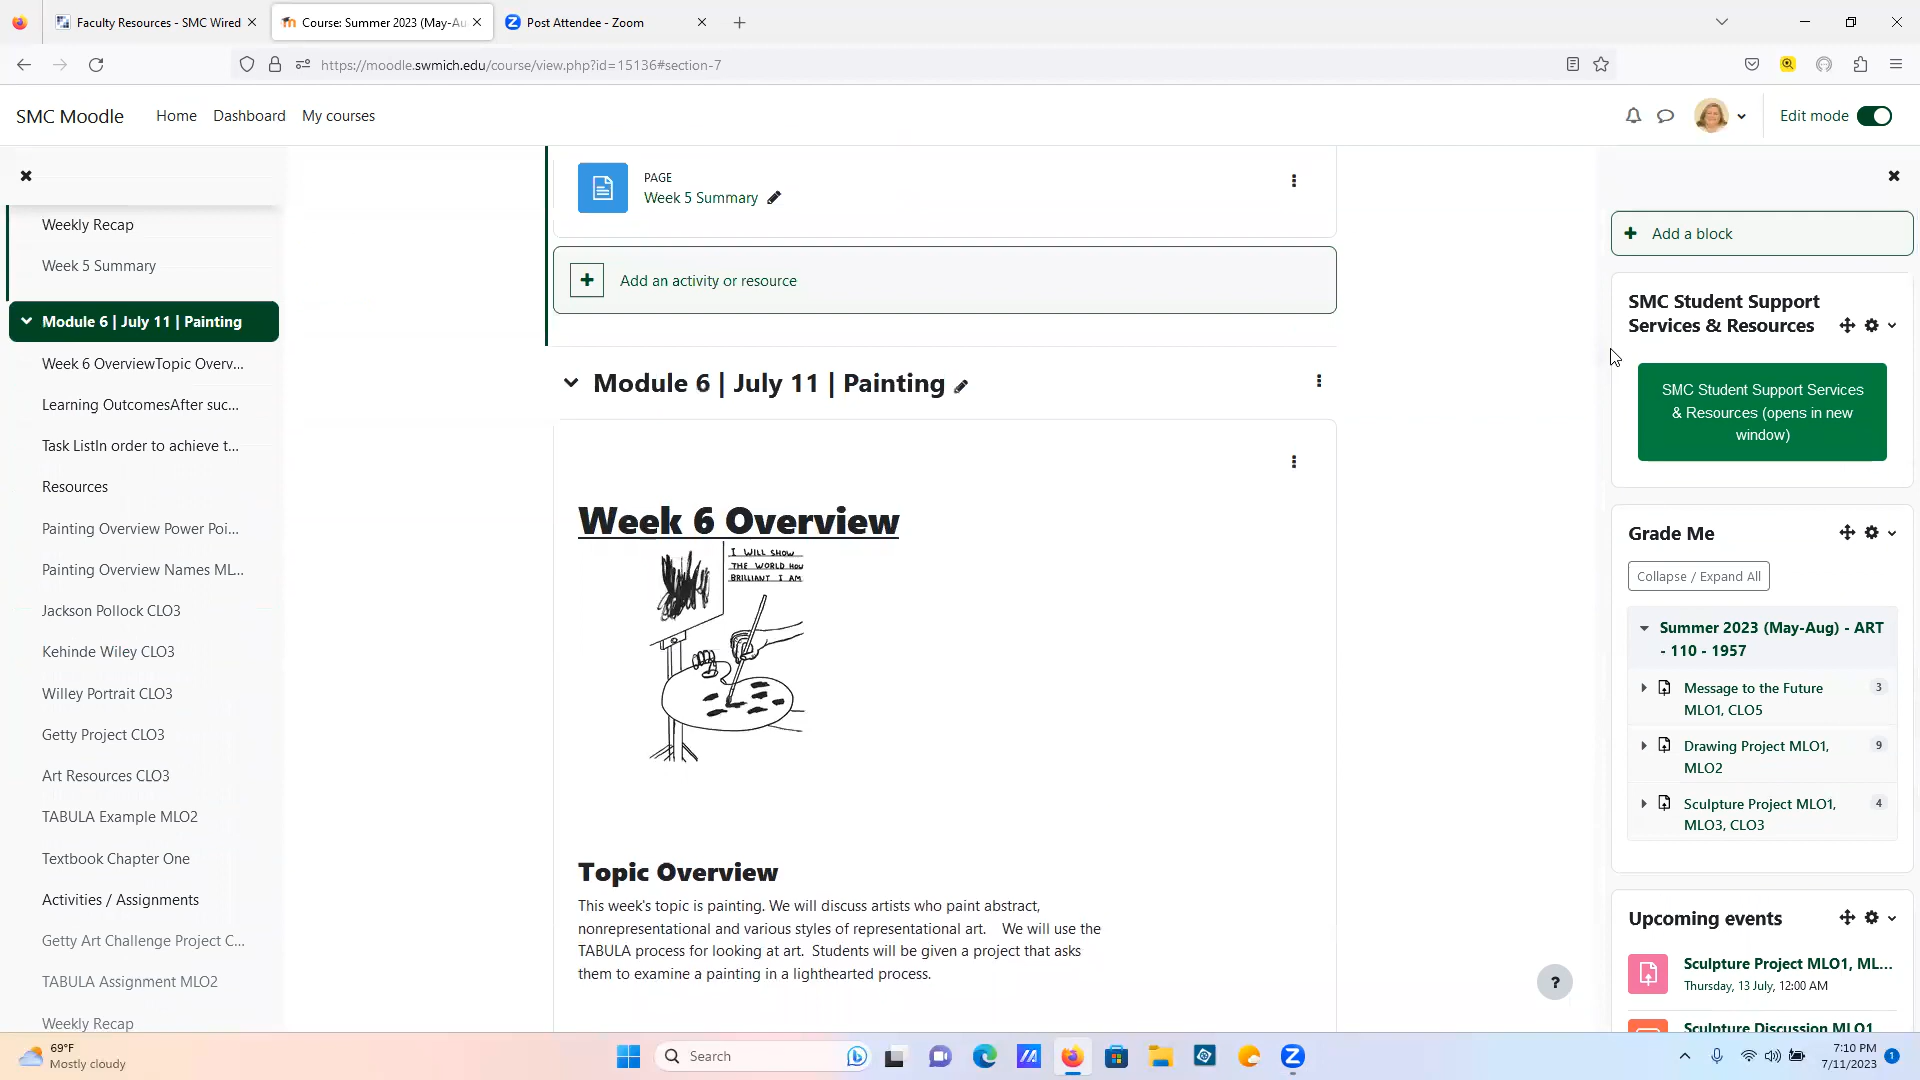 Faculty Resources - SMC Wired
Course: Summer 2023 (May-Au
Post Attendee - Zoom
https://moodle.swmich.edu/course/view.php?id=15136#section-7
SMC Moodle
Home
Dashboard
My courses
Edit mode
Weekly Recap
Week 5 Summary
Module 6 | July 11 | Painting
Week 6 OverviewTopic Overv...
Learning OutcomesAfter suc...
Task ListIn order to achieve t...
Resources
Painting Overview Power Poi...
Painting Overview Names ML...
Jackson Pollock CLO3
Kehinde Wiley CLO3
Willey Portrait CLO3
Getty Project CLO3
Art Resources CLO3
TABULA Example MLO2
Textbook Chapter One
Activities / Assignments
Getty Art Challenge Project C...
TABULA Assignment MLO2
Weekly Recap
PAGE
Week 5 Summary
Add an activity or resource
Module 6 | July 11 | Painting
Week 6 Overview
I WILL SHOW
THE WORLD HOW
BRILLIANT I AM
Topic Overview
This week's topic is painting. We will discuss artists who paint abstract,
nonrepresentational and various styles of representational art. We will use the
TABULA process for looking at art. Students will be given a project that asks
them to examine a painting in a lighthearted process.
?
Add a block
SMC Student Support
Services & Resources
SMC Student Support Services
& Resources (opens in new
window)
Grade Me
Collapse / Expand All
Summer 2023 (May-Aug) - ART
- 110 - 1957
Message to the Future
MLO1, CLO5
3
Drawing Project MLO1,
MLO2
9
Sculpture Project MLO1,
MLO3, CLO3
4
Upcoming events
Sculpture Project MLO1, ML...
Thursday, 13 July, 12:00 AM
Sculpture Discussion MLO1
69°F
Mostly cloudy
Search
7:10 PM
7/11/2023
1